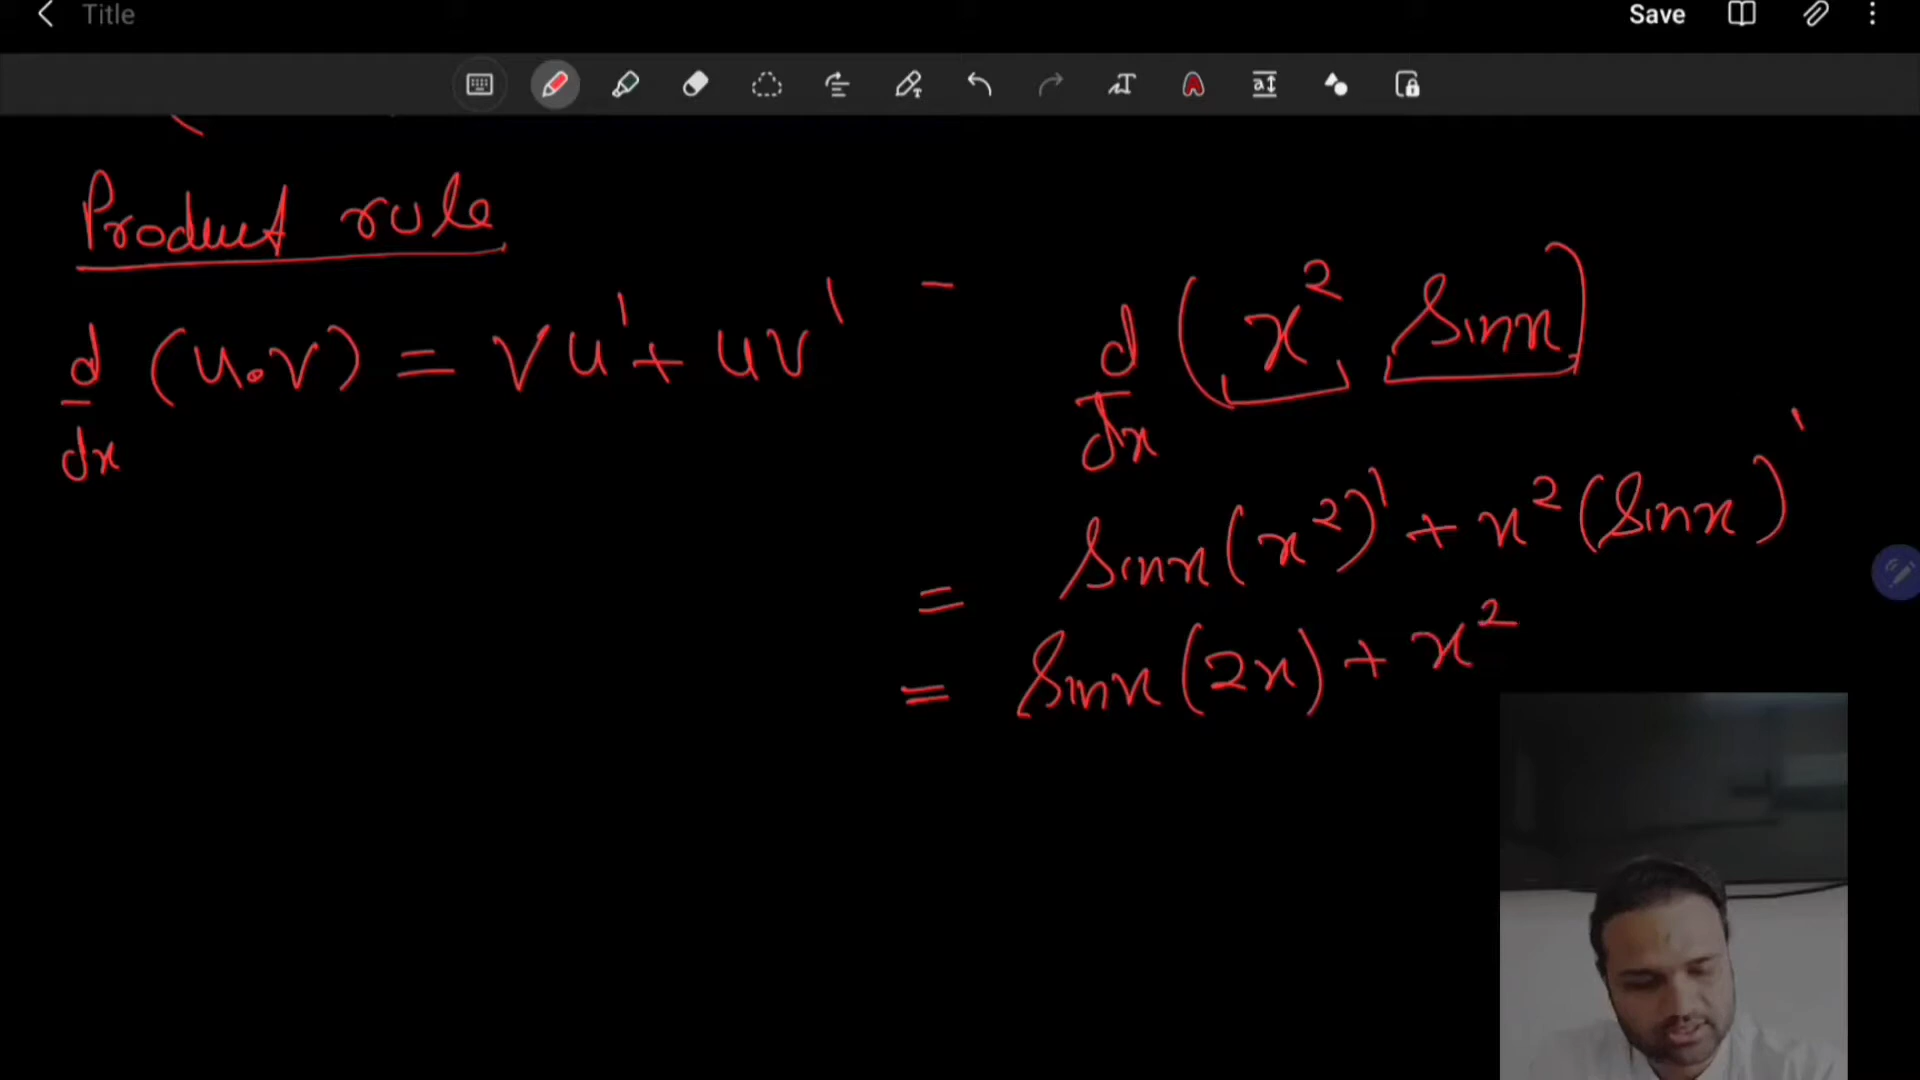 Title
Save
Product rule
d/dx (u.v) = vu' + uv' -
d/dx (x² sinx)
= sinx(x²)' + x²(sinx)'
= sinx(2x) + x²